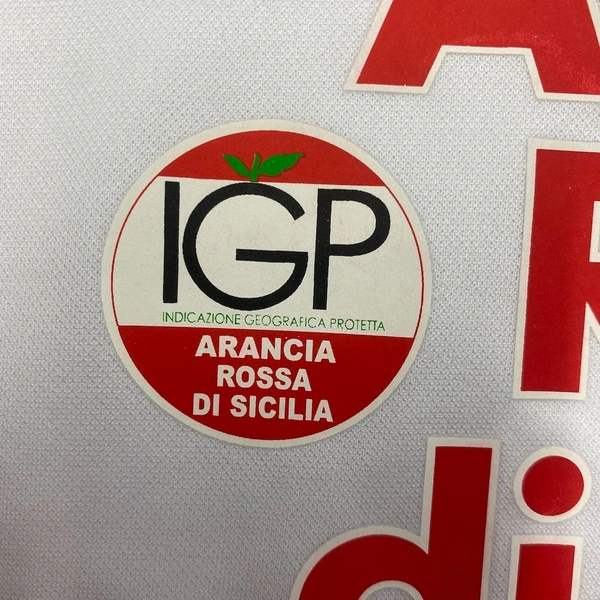 A
R
di
IGP
INDICAZIONE GEOGRAFICA PROTETTA
ARANCIA
ROSSA
DI SICILIA